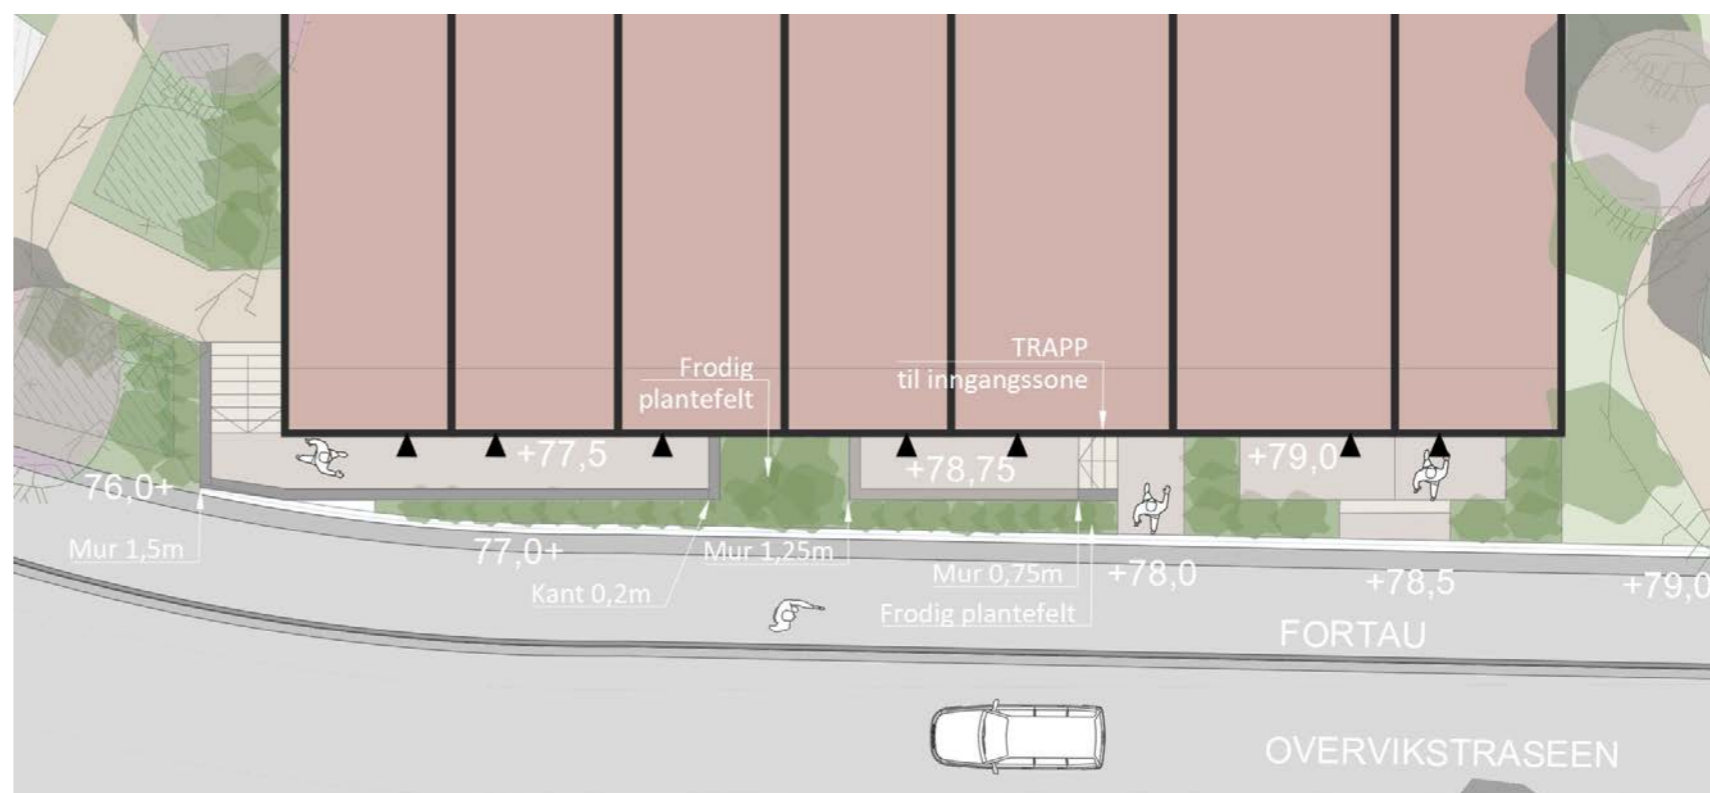 TRAPP
til inngangssone
Frodig
plantefelt
+77,5
+78,75
+79,0
76,0+
Mur 1,5m
77,0+
Kant 0,2m
Mur 1,25m
Mur 0,75m
Frodig plantefelt
+78,0
+78,5
+79,0
FORTAU
OVERVIKSTRASEEN